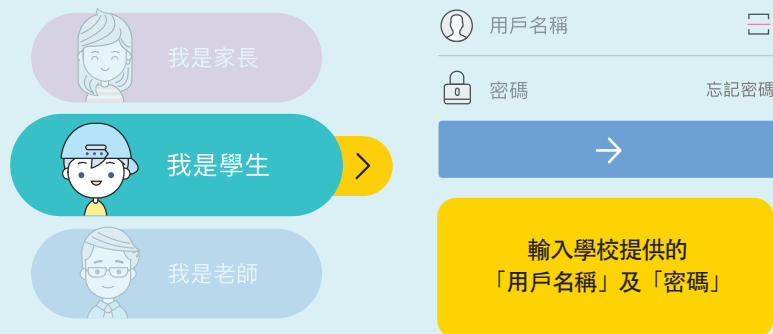 我是家長
我是學生
我是老師
用戶名稱
密碼
忘記密碼
輸入學校提供的
「用戶名稱」及「密碼」